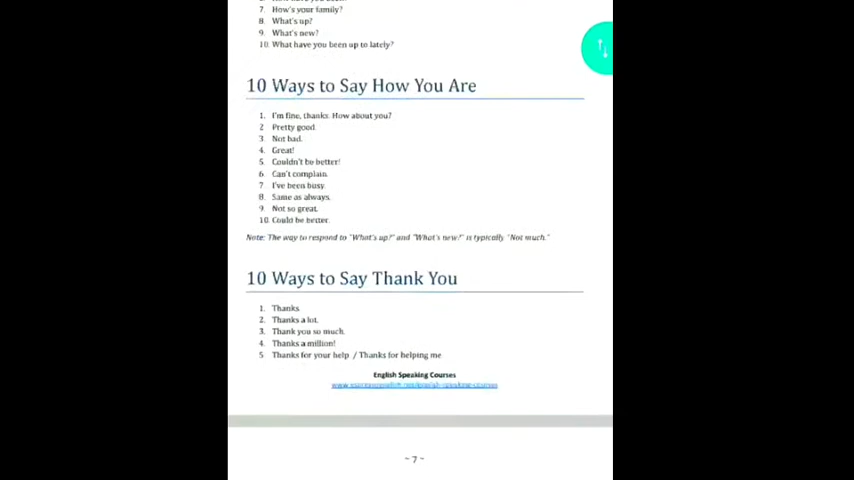 7. How's your family?
8. What's up?
9. What's new?
10. What have you been up to lately?
10 Ways to Say How You Are
1. I'm fine, thanks. How about you?
2. Pretty good.
3. Not bad.
4. Great!
5. Couldn't be better!
6. Can't complain.
7. I've been busy.
8. Same as always.
9. Not so great.
10. Could be better.
Note: The way to respond to "What's up?" and "What's new?" is typically "Not much."
10 Ways to Say Thank You
1. Thanks.
2. Thanks a lot.
3. Thank you so much.
4. Thanks a million!
5. Thanks for your help. / Thanks for helping me.
English Speaking Courses
~ 7 ~